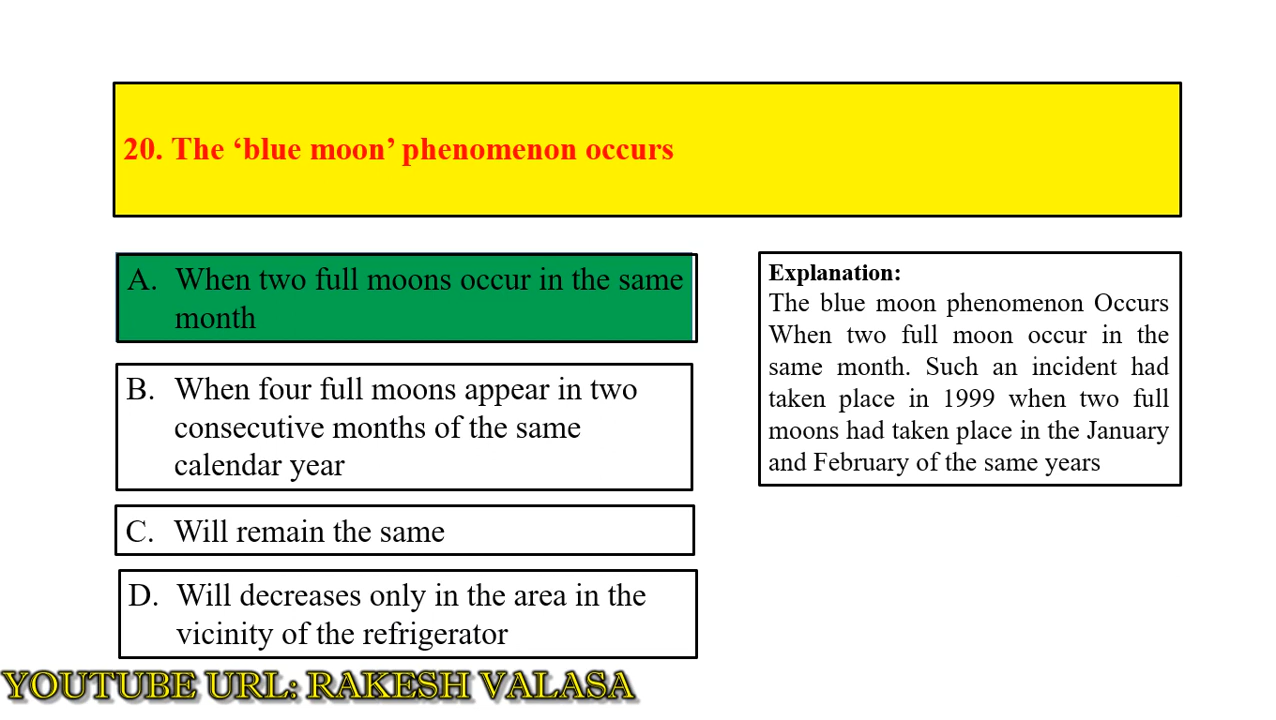 20. The ‘blue moon’ phenomenon occurs
A. When two full moons occur in the same
month
B. When four full moons appear in two
consecutive months of the same
calendar year
C. Will remain the same
D. Will decreases only in the area in the
vicinity of the refrigerator
Explanation:
The blue moon phenomenon Occurs
When two full moon occur in the
same month. Such an incident had
taken place in 1999 when two full
moons had taken place in the January
and February of the same years
YOUTUBE URL: RAKESH VALASA